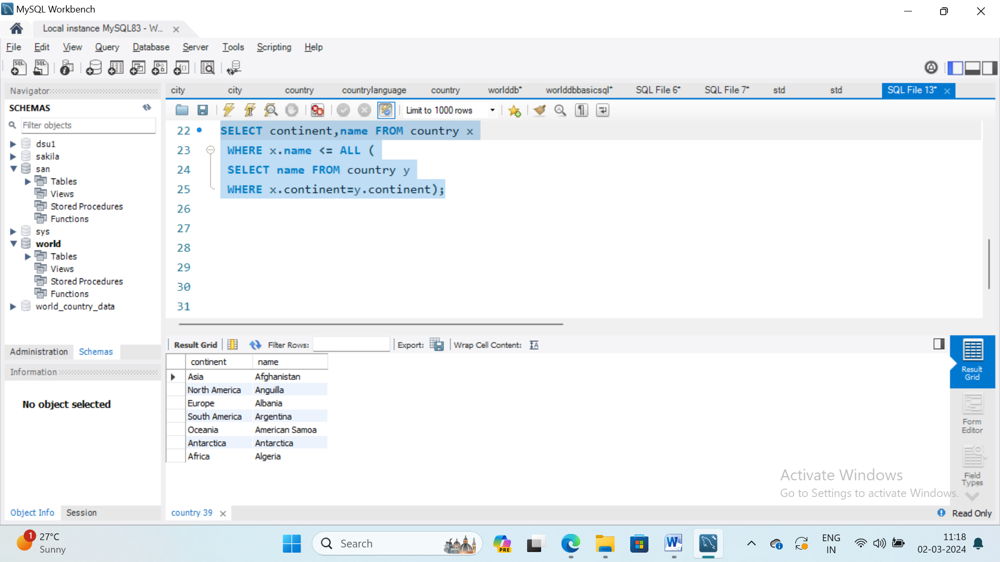 MySQL Workbench
Local instance MySQL83 - W...
File Edit View Query Database Server Tools Scripting Help
Navigator
city city country countrylanguage country worlddb* worlddbbasicsql* SQL File 6* SQL File 7* std std SQL File 13*
SCHEMAS
Limit to 1000 rows
Filter objects
dsu1
sakila
san
Tables
Views
Stored Procedures
Functions
sys
world
Tables
Views
Stored Procedures
Functions
world_country_data
Administration Schemas
Information
No object selected
Object Info Session
22 SELECT continent,name FROM country x
23 WHERE x.name <= ALL (
24 SELECT name FROM country y
25 WHERE x.continent=y.continent);
26
27
28
29
30
31
Result Grid Filter Rows: Export: Wrap Cell Content:
continent name
Asia Afghanistan
North America Anguilla
Europe Albania
South America Argentina
Oceania American Samoa
Antarctica Antarctica
Africa Algeria
Result
Grid
Form
Editor
Field
Types
Activate Windows
Go to Settings to activate Windows.
country 39
Read Only
1
27°C
Sunny
Search
PRE
ENG
IN
11:18
02-03-2024